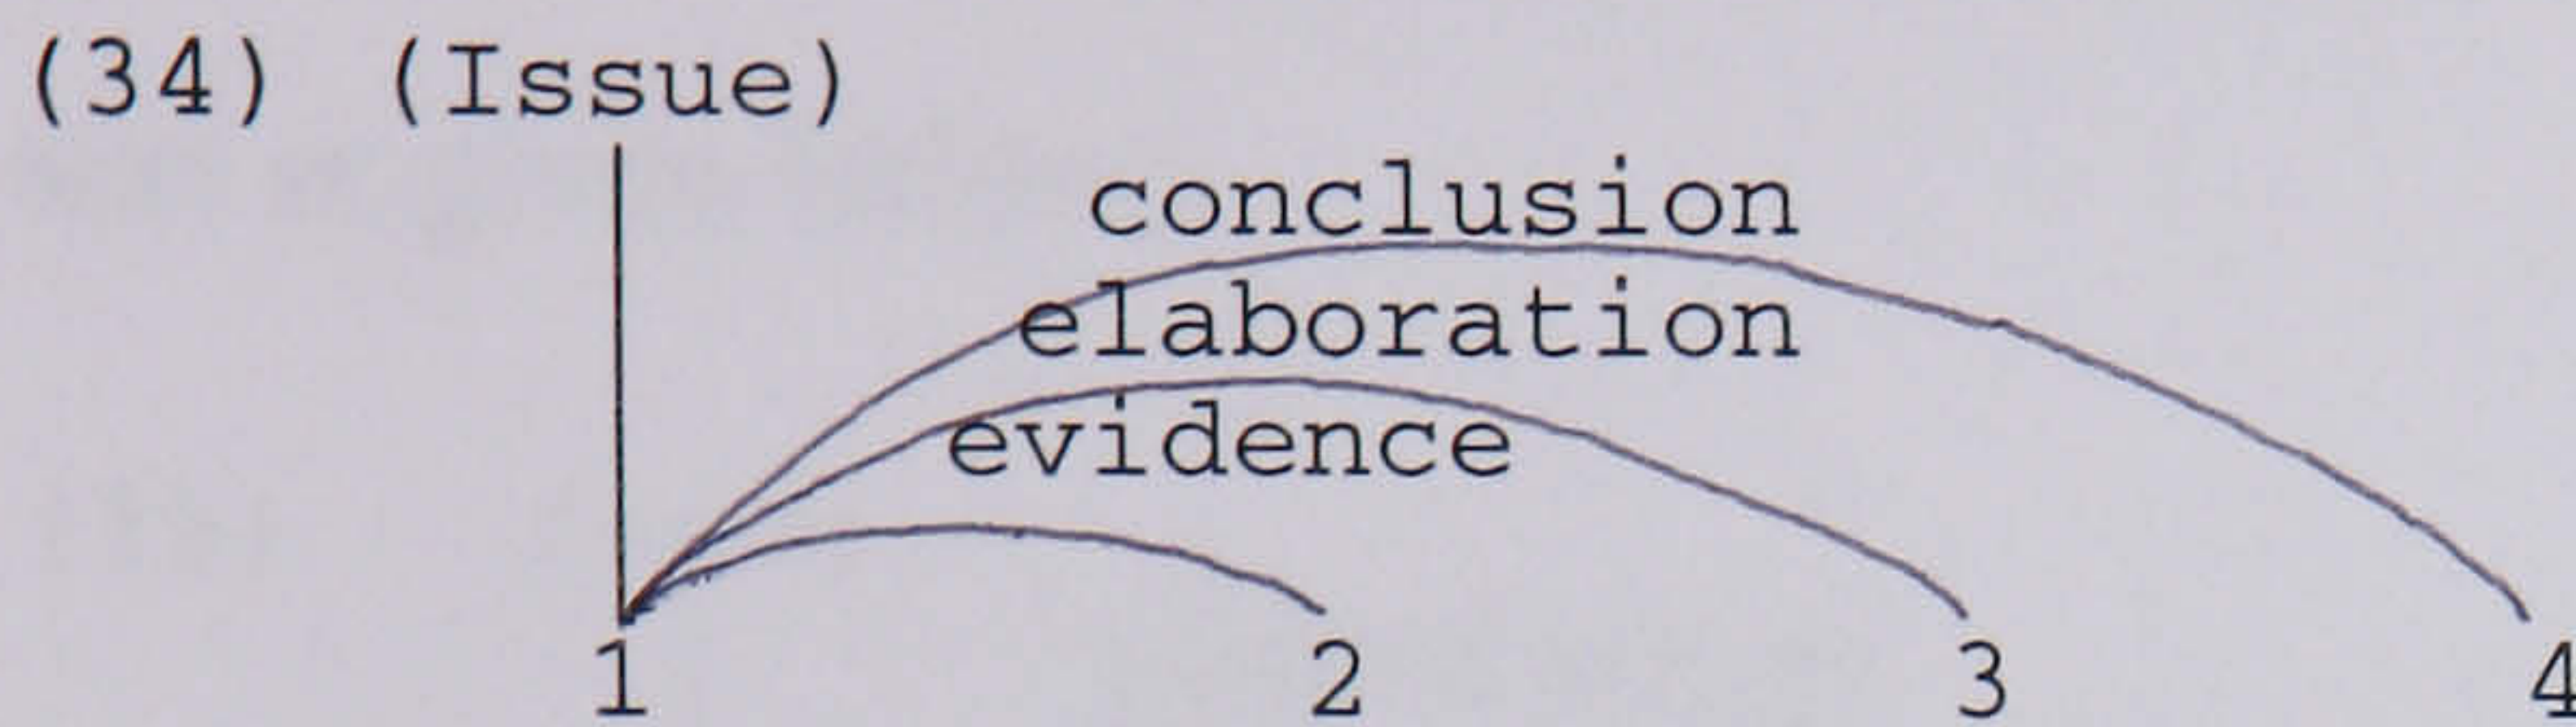 (34) (Issue)
conclusion
elaboration
evidence
1 2 3 4